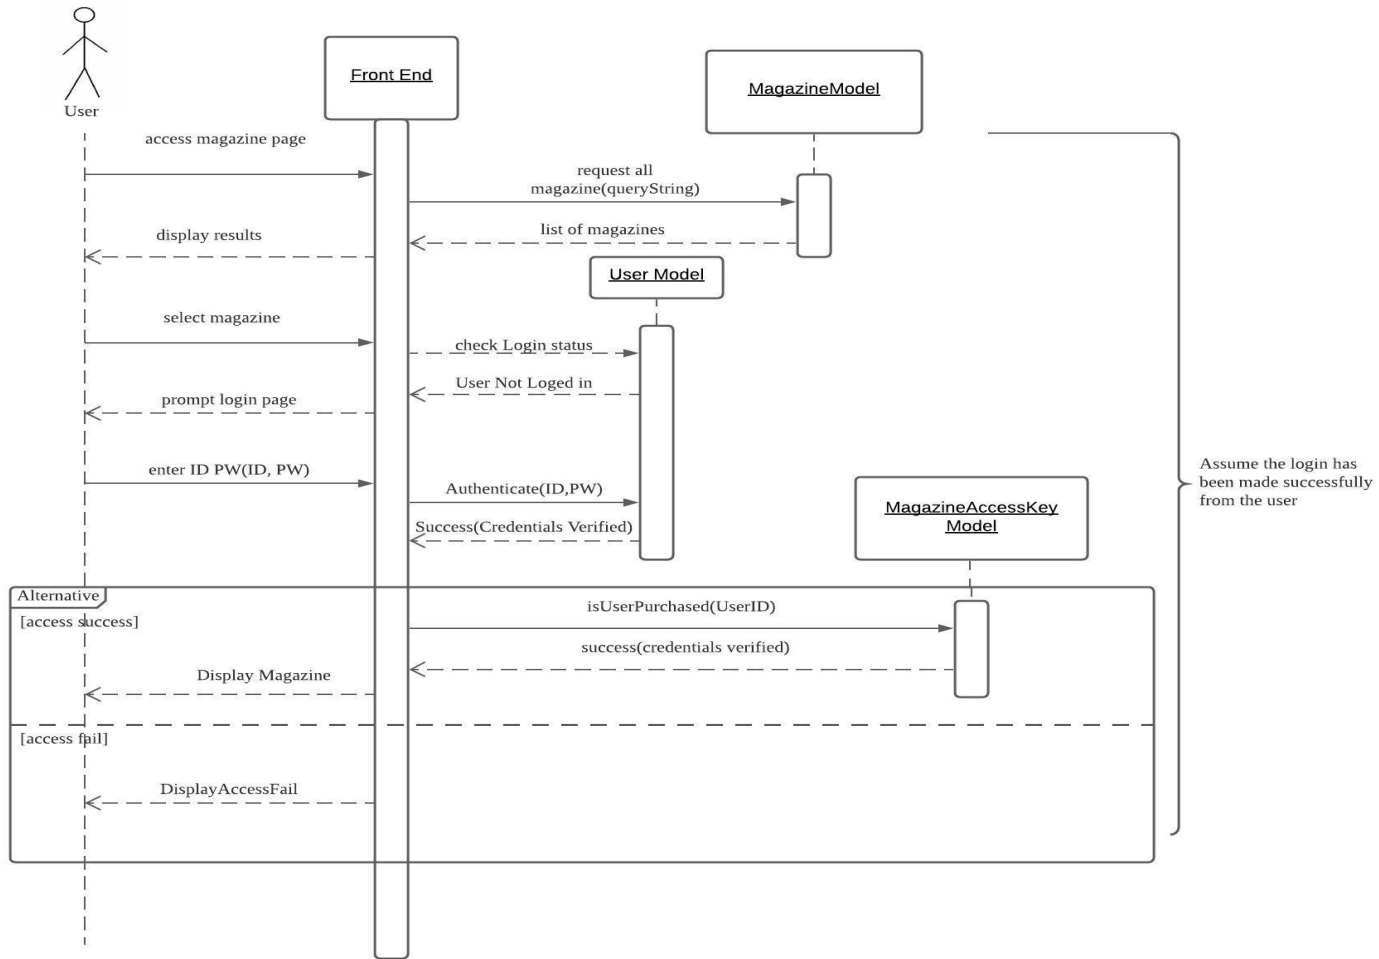 User
Front End
MagazineModel
access magazine page
request all
magazine(queryString)
list of magazines
display results
User Model
select magazine
check Login status
User Not Loged in
prompt login page
enter ID PW(ID, PW)
Authenticate(ID,PW)
Success(Credentials Verified)
MagazineAccessKey
Model
Assume the login has
been made successfully
from the user
Alternative
[access success]
isUserPurchased(UserID)
success(credentials verified)
Display Magazine
[access fail]
DisplayAccessFail